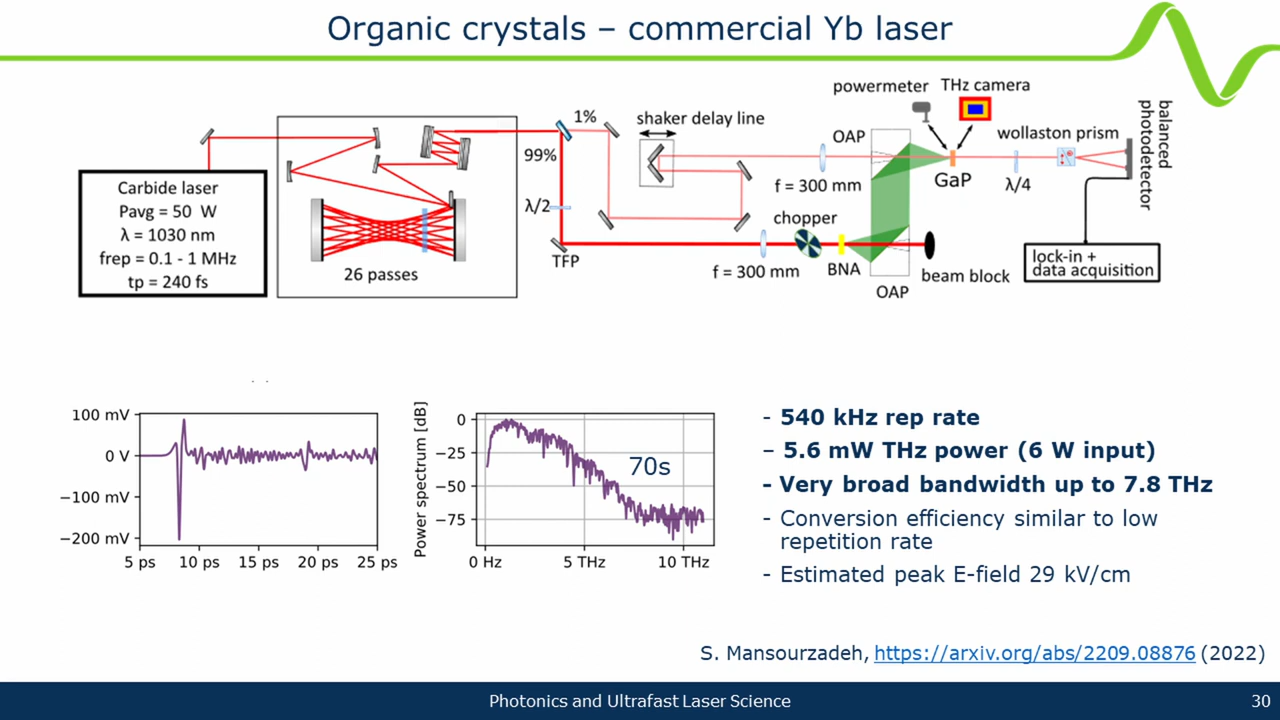 Organic crystals – commercial Yb laser
Carbide laser
Pavg = 50 W
λ = 1030 nm
frep = 0.1 - 1 MHz
tp = 240 fs
26 passes
1%
99%
λ/2
TFP
shaker delay line
f = 300 mm
chopper
f = 300 mm
BNA
OAP
OAP
powermeter
THz camera
GaP
λ/4
wollaston prism
balanced
photodetector
beam block
lock-in +
data acquisition
100 mV
0 V
−100 mV
−200 mV
5 ps
10 ps
15 ps
20 ps
25 ps
Power spectrum [dB]
0
−25
−50
−75
70s
0 Hz
5 THz
10 THz
- 540 kHz rep rate
– 5.6 mW THz power (6 W input)
- Very broad bandwidth up to 7.8 THz
- Conversion efficiency similar to low
repetition rate
- Estimated peak E-field 29 kV/cm
S. Mansourzadeh, https://arxiv.org/abs/2209.08876 (2022)
Photonics and Ultrafast Laser Science
30